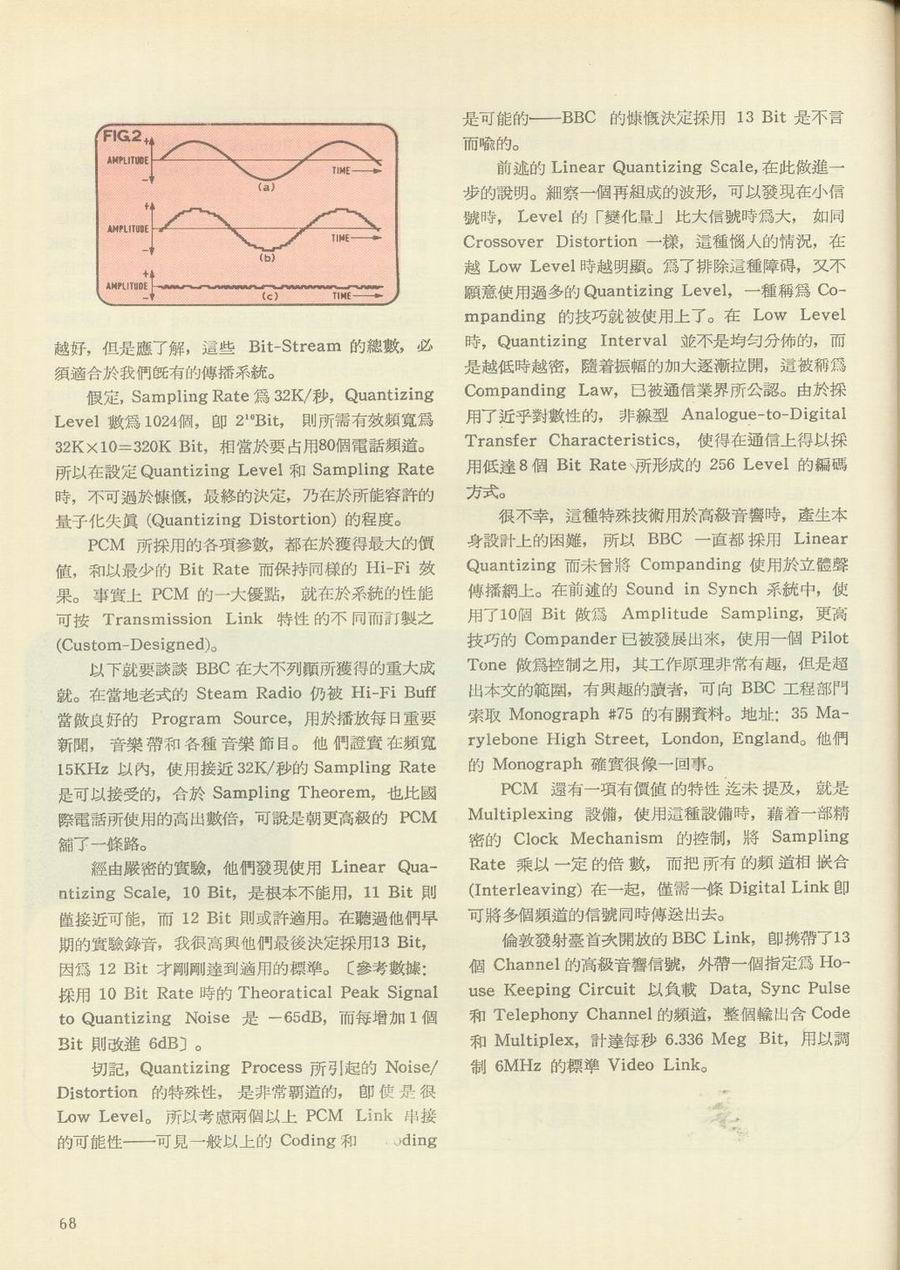 FIG.2
+
AMPLITUDE
TIME
−
(a)
+
AMPLITUDE
TIME
−
(b)
+
AMPLITUDE
−
(c)
TIME
越好，但是應了解，這些 Bit-Stream 的總數，必
須適合於我們既有的傳播系統。
假定，Sampling Rate 爲 32K/秒，Quantizing
Level 數爲1024個，卽 2¹⁰Bit，則所需有效頻寬爲
32K×10=320K Bit，相當於要占用80個電話頻道。
所以在設定 Quantizing Level 和 Sampling Rate
時，不可過於慷慨，最終的決定，乃在於所能容許的
量子化失眞 (Quantizing Distortion) 的程度。
PCM 所採用的各項參數，都在於獲得最大的價
値，和以最少的 Bit Rate 而保持同樣的 Hi-Fi 效
果。事實上 PCM 的一大優點，就在於系統的性能
可按 Transmission Link 特性的不同而訂製之
(Custom-Designed)。
以下就要談談 BBC 在大不列顚所獲得的重大成
就。在當地老式的 Steam Radio 仍被 Hi-Fi Buff
當做良好的 Program Source，用於播放每日重要
新聞，音樂帶和各種音樂節目。他們證實在頻寬
15KHz 以內，使用接近32K/秒的 Sampling Rate
是可以接受的，合於 Sampling Theorem，也比國
際電話所使用的高出數倍，可說是朝更高級的 PCM
舖了一條路。
經由嚴密的實驗，他們發現使用 Linear Qua-
ntizing Scale, 10 Bit，是根本不能用，11 Bit 則
僅接近可能，而 12 Bit 則或許適用。在聽過他們早
期的實驗錄音，我很高興他們最後決定採用13 Bit，
因爲 12 Bit 才剛剛達到適用的標準。〔參考數據：
採用 10 Bit Rate 時的 Theoratical Peak Signal
to Quantizing Noise 是 −65dB，而每增加1個
Bit 則改進 6dB〕。
切記，Quantizing Process 所引起的 Noise/
Distortion 的特殊性，是非常覇道的，卽使是很
Low Level。所以考慮兩個以上 PCM Link 串接
的可能性——可見一般以上的 Coding 和 oding
是可能的——BBC 的慷慨決定採用 13 Bit 是不言
而喩的。
前述的 Linear Quantizing Scale, 在此做進一
步的說明。細察一個再組成的波形，可以發現在小信
號時，Level 的「變化量」比大信號時爲大，如同
Crossover Distortion 一樣，這種惱人的情況，在
越 Low Level 時越明顯。爲了排除這種障碍，又不
願意使用過多的 Quantizing Level，一種稱爲 Co-
mpanding 的技巧就被使用上了。在 Low Level
時，Quantizing Interval 並不是均勻分佈的，而
是越低時越密，隨着振幅的加大逐漸拉開，這被稱爲
Companding Law，已被通信業界所公認。由於採
用了近乎對數性的，非線型 Analogue-to-Digital
Transfer Characteristics，使得在通信上得以採
用低達8個 Bit Rate 所形成的 256 Level 的編碼
方式。
很不幸，這種特殊技術用於高級音響時，產生本
身設計上的困難，所以 BBC 一直都採用 Linear
Quantizing 而未曾將 Companding 使用於立體聲
傳播網上。在前述的 Sound in Synch 系統中，使
用了10個 Bit 做爲 Amplitude Sampling，更高
技巧的 Compander 已被發展出來，使用一個 Pilot
Tone 做爲控制之用，其工作原理非常有趣，但是超
出本文的範圍，有興趣的讀者，可向 BBC 工程部門
索取 Monograph #75 的有關資料。地址：35 Ma-
rylebone High Street, London, England。他們
的 Monograph 確實很像一回事。
PCM 還有一項有價値的特性迄未提及，就是
Multiplexing 設備，使用這種設備時，藉着一部精
密的 Clock Mechanism 的控制，將 Sampling
Rate 乘以一定的倍數，而把所有的頻道相嵌合
(Interleaving) 在一起，僅需一條 Digital Link 卽
可將多個頻道的信號同時傳送出去。
倫敦發射臺首次開放的 BBC Link，卽携帶了13
個 Channel 的高級音響信號，外帶一個指定爲 Ho-
use Keeping Circuit 以負載 Data, Sync Pulse
和 Telephony Channel 的頻道，整個輸出含 Code
和 Multiplex，計達每秒 6.336 Meg Bit，用以調
制 6MHz 的標準 Video Link。
68